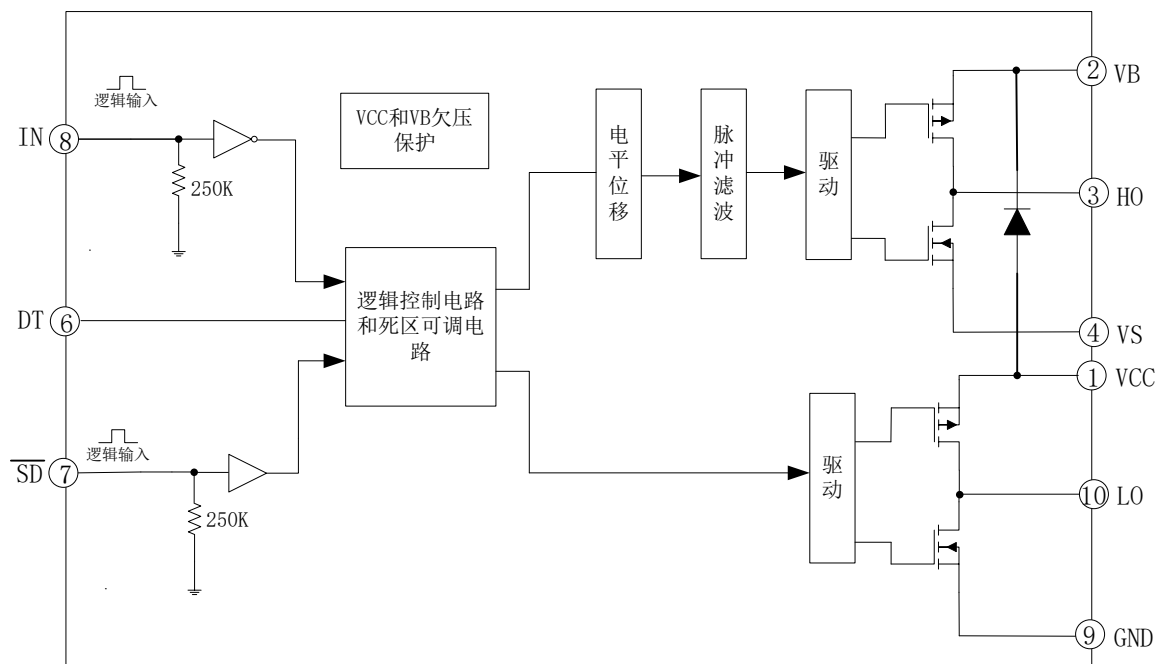 逻辑输入
IN
8
250K
VCC和VB欠压
保护
电平位移
脉冲滤波
驱动
2
VB
3
HO
4
VS
DT
6
逻辑控制电路
和死区可调电
路
1
VCC
逻辑输入
SD
7
250K
驱动
10
LO
9
GND